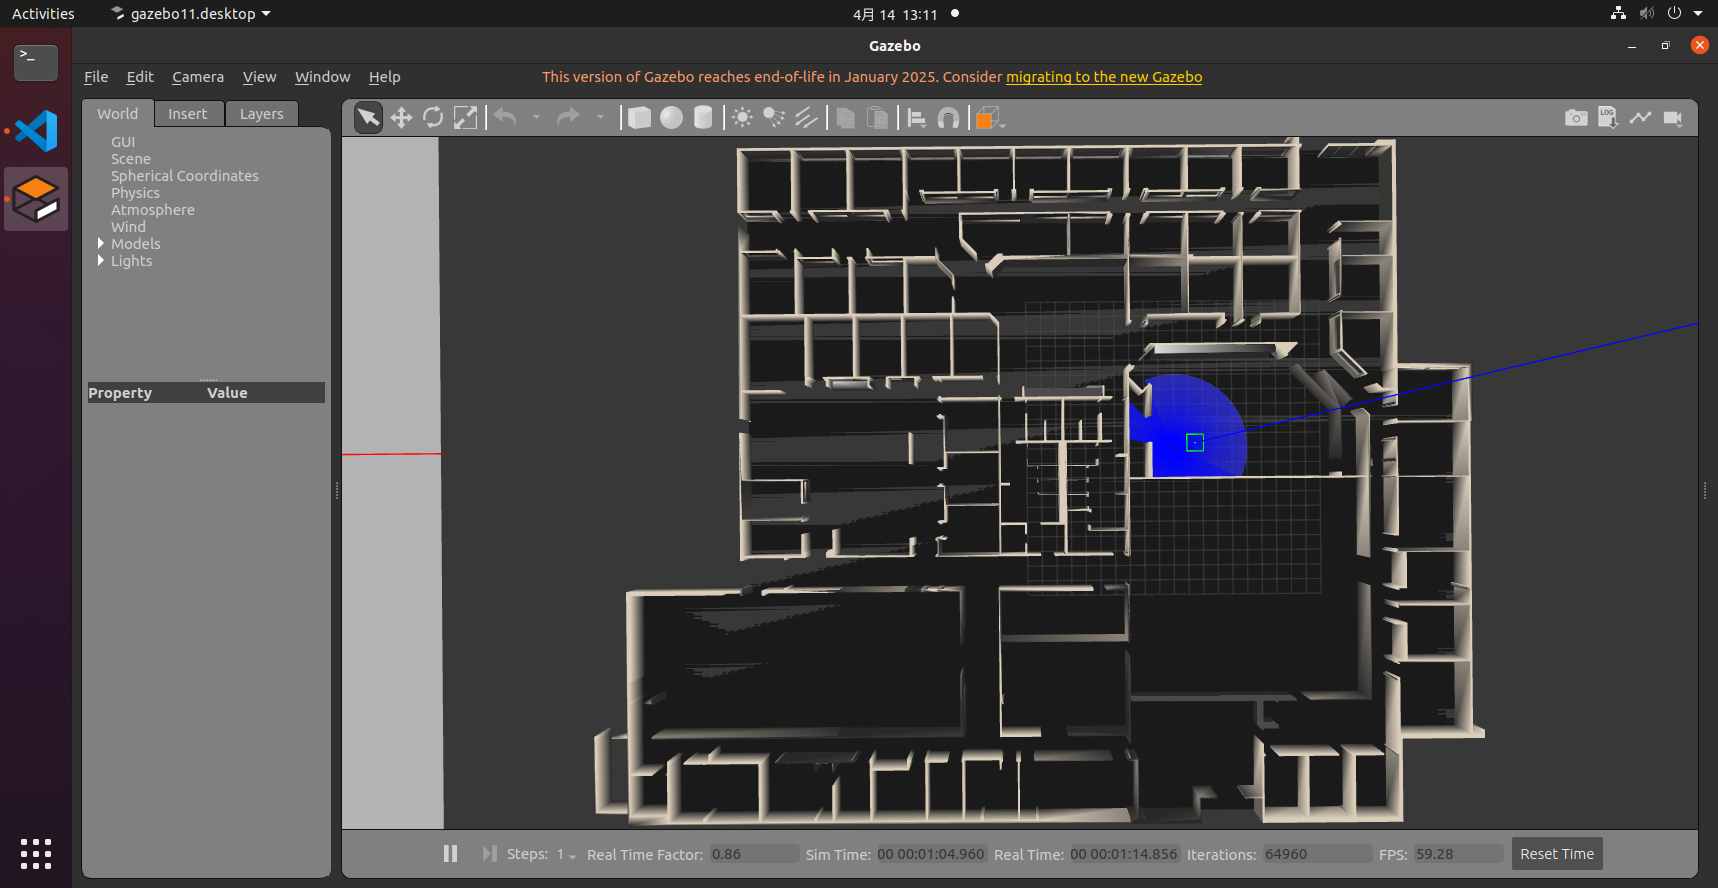 Activities
gazebo11.desktop
4月 14 13:11
Gazebo
File Edit Camera View Window Help
This version of Gazebo reaches end-of-life in January 2025. Consider migrating to the new Gazebo
World Insert Layers
LOG
GUI
Scene
Spherical Coordinates
Physics
Atmosphere
Wind
Models
Lights
Property Value
Steps: 1 Real Time Factor: 0.86 Sim Time: 00 00:01:04.960 Real Time: 00 00:01:14.856 Iterations: 64960 FPS: 59.28 Reset Time